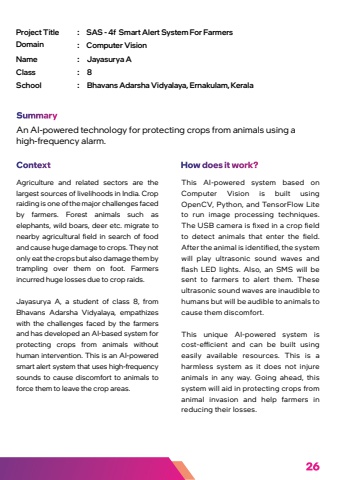 Project Title : SAS - 4f Smart Alert System For Farmers
Domain : Computer Vision
Name : Jayasurya A
Class : 8
School : Bhavans Adarsha Vidyalaya, Ernakulam, Kerala
Summary
An AI-powered technology for protecting crops from animals using a
high-frequency alarm.
Context
Agriculture and related sectors are the
largest sources of livelihoods in India. Crop
raiding is one of the major challenges faced
by farmers. Forest animals such as
elephants, wild boars, deer etc. migrate to
nearby agricultural field in search of food
and cause huge damage to crops. They not
only eat the crops but also damage them by
trampling over them on foot. Farmers
incurred huge losses due to crop raids.
Jayasurya A, a student of class 8, from
Bhavans Adarsha Vidyalaya, empathizes
with the challenges faced by the farmers
and has developed an AI-based system for
protecting crops from animals without
human intervention. This is an AI-powered
smart alert system that uses high-frequency
sounds to cause discomfort to animals to
force them to leave the crop areas.
How does it work?
This AI-powered system based on
Computer Vision is built using
OpenCV, Python, and TensorFlow Lite
to run image processing techniques.
The USB camera is fixed in a crop field
to detect animals that enter the field.
After the animal is identified, the system
will play ultrasonic sound waves and
flash LED lights. Also, an SMS will be
sent to farmers to alert them. These
ultrasonic sound waves are inaudible to
humans but will be audible to animals to
cause them discomfort.
This unique AI-powered system is
cost-efficient and can be built using
easily available resources. This is a
harmless system as it does not injure
animals in any way. Going ahead, this
system will aid in protecting crops from
animal invasion and help farmers in
reducing their losses.
26